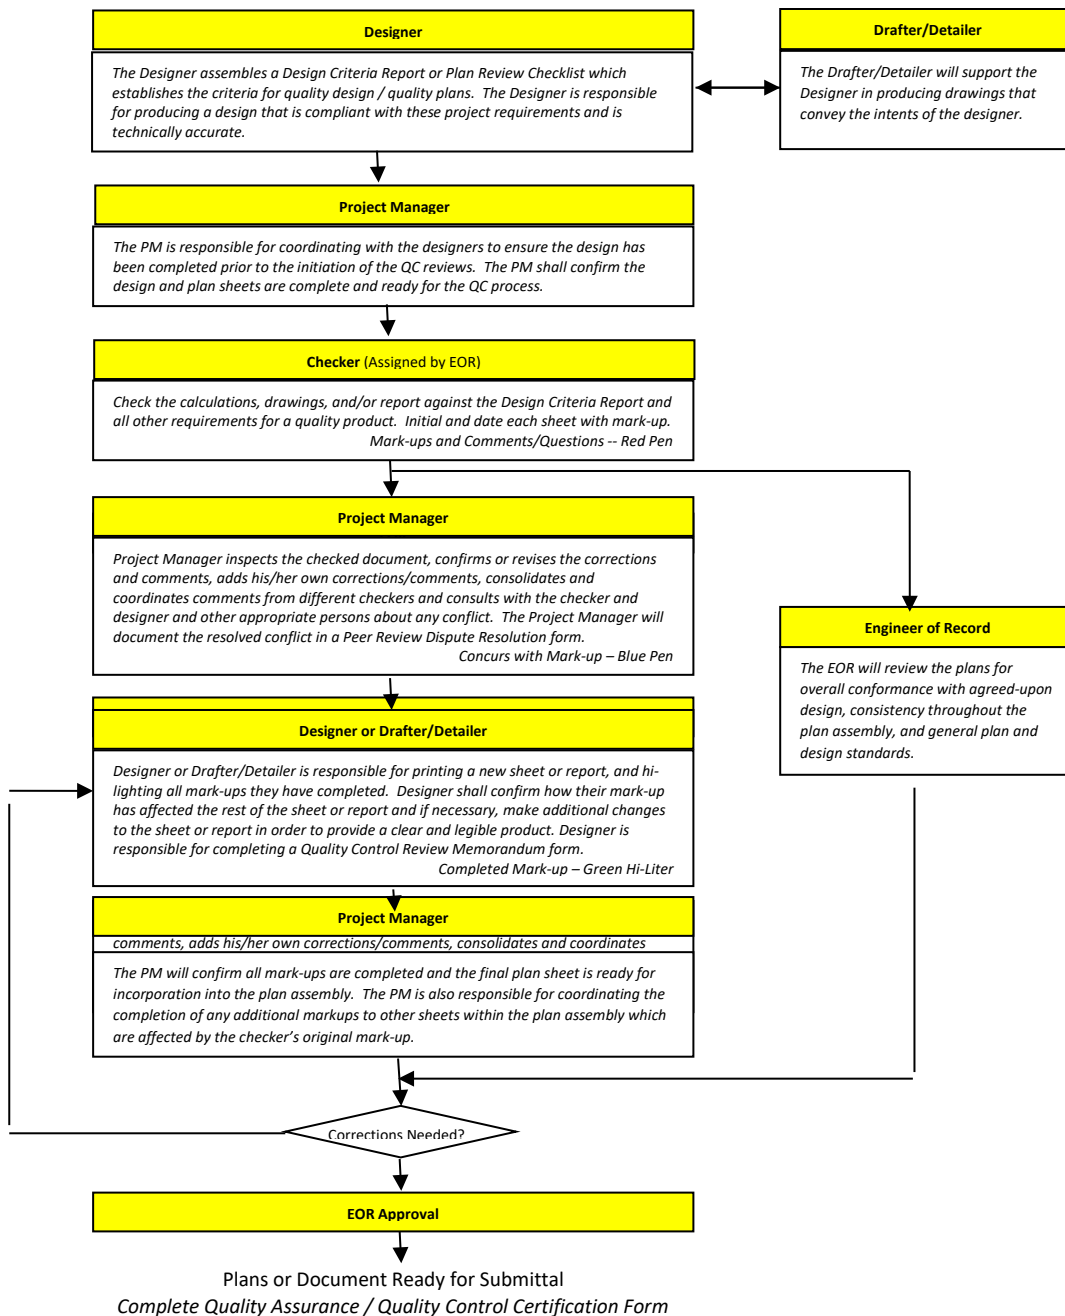 Designer
The Designer assembles a Design Criteria Report or Plan Review Checklist which
establishes the criteria for quality design / quality plans.  The Designer is responsible
for producing a design that is compliant with these project requirements and is
technically accurate.
Drafter/Detailer
The Drafter/Detailer will support the
Designer in producing drawings that
convey the intents of the designer.
Project Manager
The PM is responsible for coordinating with the designers to ensure the design has
been completed prior to the initiation of the QC reviews.  The PM shall confirm the
design and plan sheets are complete and ready for the QC process.
Checker (Assigned by EOR)
Check the calculations, drawings, and/or report against the Design Criteria Report and
all other requirements for a quality product.  Initial and date each sheet with mark-up.
Mark-ups and Comments/Questions -- Red Pen
Project Manager
Project Manager inspects the checked document, confirms or revises the corrections
and comments, adds his/her own corrections/comments, consolidates and
coordinates comments from different checkers and consults with the checker and
designer and other appropriate persons about any conflict.  The Project Manager will
document the resolved conflict in a Peer Review Dispute Resolution form.
Concurs with Mark-up – Blue Pen
Engineer of Record
The EOR will review the plans for
overall conformance with agreed-upon
design, consistency throughout the
plan assembly, and general plan and
design standards.
Designer or Drafter/Detailer
Designer or Drafter/Detailer is responsible for printing a new sheet or report, and hi-
lighting all mark-ups they have completed.  Designer shall confirm how their mark-up
has affected the rest of the sheet or report and if necessary, make additional changes
to the sheet or report in order to provide a clear and legible product. Designer is
responsible for completing a Quality Control Review Memorandum form.
Completed Mark-up – Green Hi-Liter
Project Manager
comments, adds his/her own corrections/comments, consolidates and coordinates
The PM will confirm all mark-ups are completed and the final plan sheet is ready for
incorporation into the plan assembly.  The PM is also responsible for coordinating the
completion of any additional markups to other sheets within the plan assembly which
are affected by the checker’s original mark-up.
Corrections Needed?
EOR Approval
Plans or Document Ready for Submittal
Complete Quality Assurance / Quality Control Certification Form